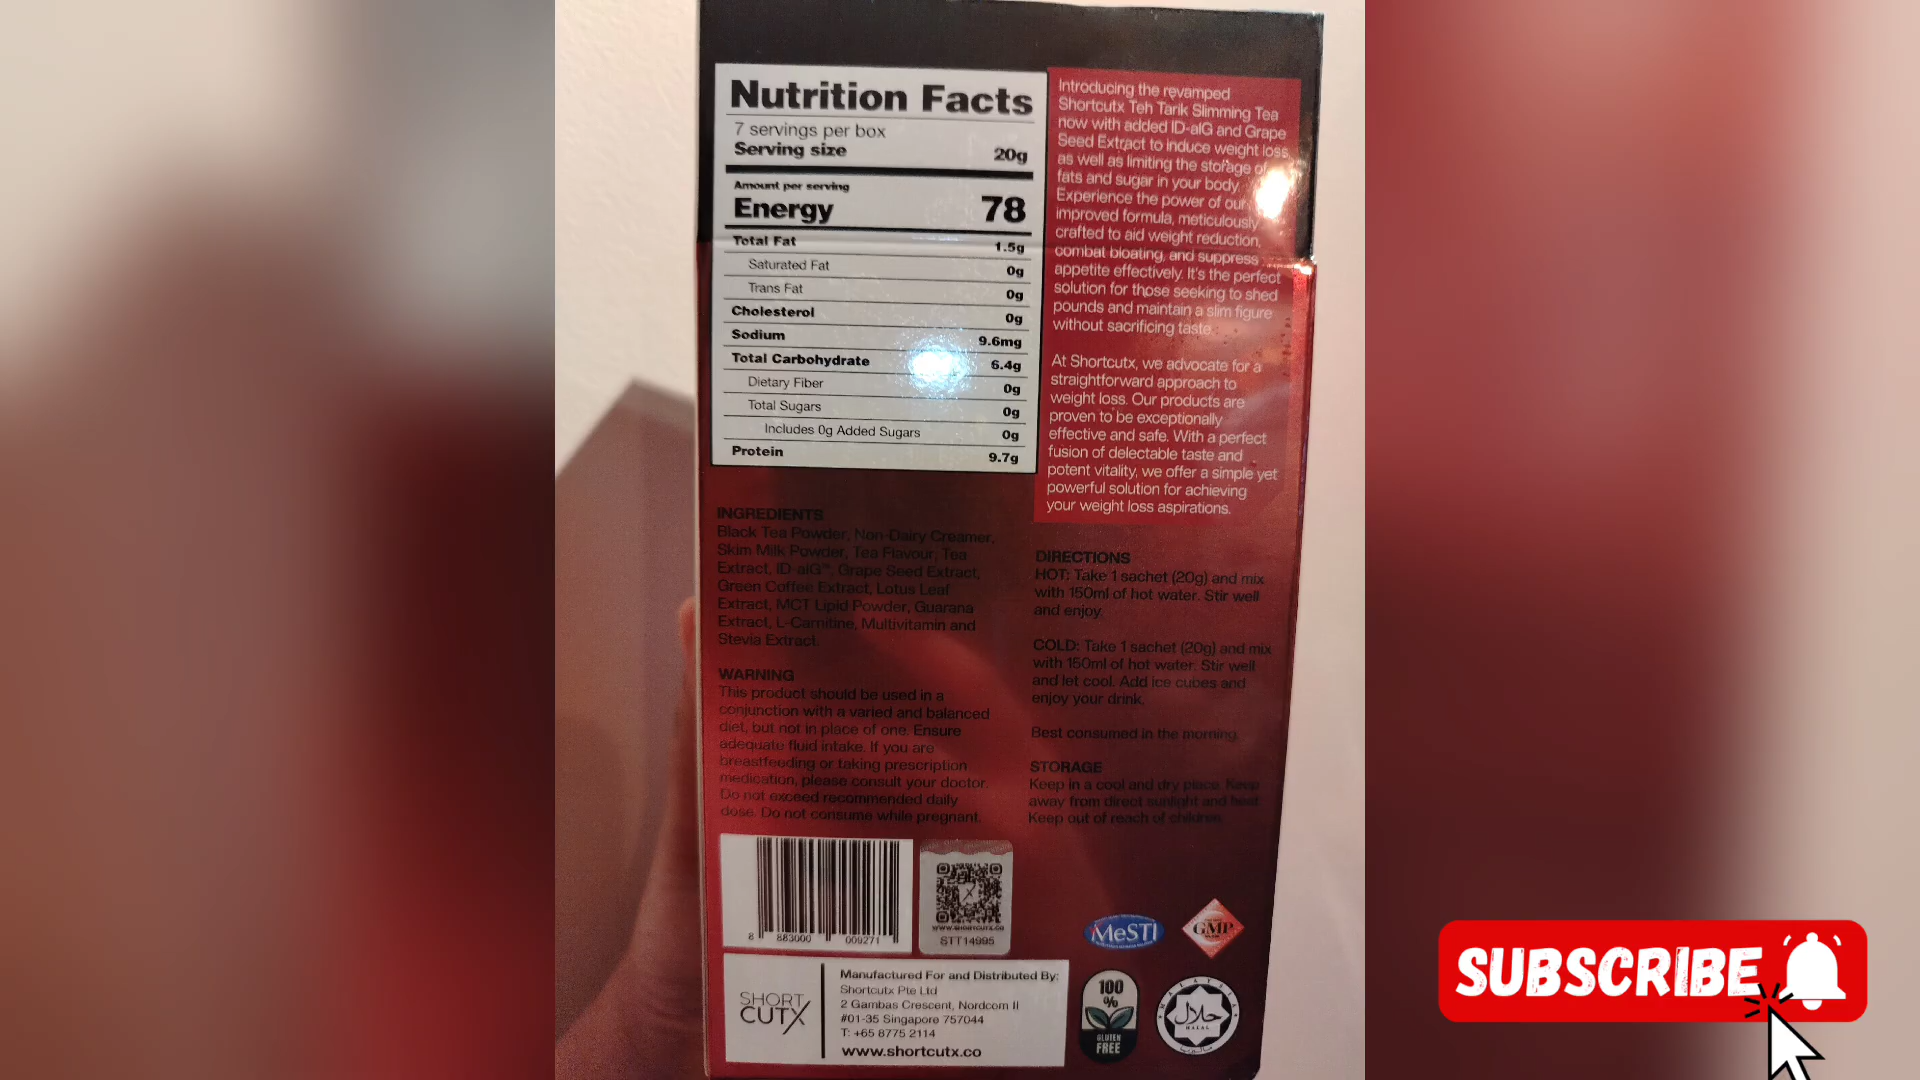 Nutrition Facts
7 servings per box
Serving size 20g
Amount per serving
Energy 78
Total Fat 1.5g
Saturated Fat 0g
Trans Fat 0g
Cholesterol 0g
Sodium 9.6mg
Total Carbohydrate 6.4g
Dietary Fiber 0g
Total Sugars 0g
Includes 0g Added Sugars 0g
Protein 9.7g
Introducing the revamped
Shortcutx Teh Tarik Slimming Tea
now with added ID-alG and Grape
Seed Extract to induce weight loss
as well as limiting the storage of
fats and sugar in your body.
Experience the power of our
improved formula, meticulously
crafted to aid weight reduction,
combat bloating, and suppress
appetite effectively. It's the perfect
solution for those seeking to shed
pounds and maintain a slim figure
without sacrificing taste.
At Shortcutx, we advocate for a
straightforward approach to
weight loss. Our products are
proven to be exceptionally
effective and safe. With a perfect
fusion of delectable taste and
potent vitality, we offer a simple yet
powerful solution for achieving
your weight loss aspirations.
INGREDIENTS
Black Tea Powder, Non-Dairy Creamer,
Skim Milk Powder, Tea Flavour, Tea
Extract, ID-alG™, Grape Seed Extract,
Green Coffee Extract, Lotus Leaf
Extract, MCT Lipid Powder, Guarana
Extract, L-Carnitine, Multivitamin and
Stevia Extract.
WARNING
This product should be used in a
conjunction with a varied and balanced
diet, but not in place of one. Ensure
adequate fluid intake. If you are
breastfeeding or taking prescription
medication, please consult your doctor.
Do not exceed recommended daily
dose. Do not consume while pregnant.
DIRECTIONS
HOT: Take 1 sachet (20g) and mix
with 150ml of hot water. Stir well
and enjoy.
COLD: Take 1 sachet (20g) and mix
with 150ml of hot water. Stir well
and let cool. Add ice cubes and
enjoy your drink.
Best consumed in the morning.
STORAGE
Keep in a cool and dry place. Keep
away from direct sunlight and heat.
Keep out of reach of children.
8 883000 009271
www.shortcutx.co
STT14995
MeSTI
GMP
SHORT
CUTX
Manufactured For and Distributed By:
Shortcutx Pte Ltd
2 Gambas Crescent, Nordcom II
#01-35 Singapore 757044
T: +65 8775 2114
www.shortcutx.co
100
%
GLUTEN
FREE
MALAYSIA
حلال
HALAL
SUBSCRIBE